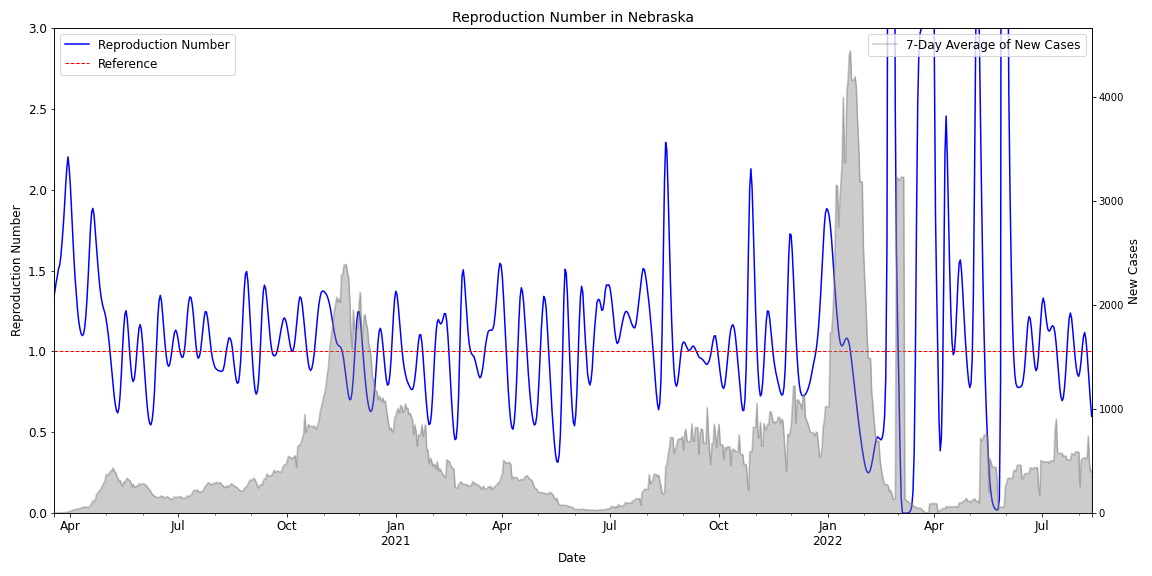 Reproduction Number in Nebraska
Reproduction Number
Reference
7-Day Average of New Cases
3.0
2.5
2.0
1.5
1.0
0.5
0.0
Reproduction Number
4000
3000
2000
1000
0
New Cases
Apr
Jul
Oct
Jan
2021
Apr
Jul
Oct
Jan
2022
Apr
Jul
Date